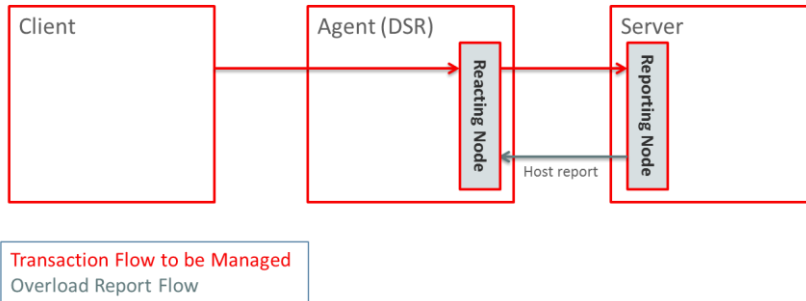 Client
Agent (DSR)
Server
Reacting Node
Reporting Node
Host report
Transaction Flow to be Managed
Overload Report Flow